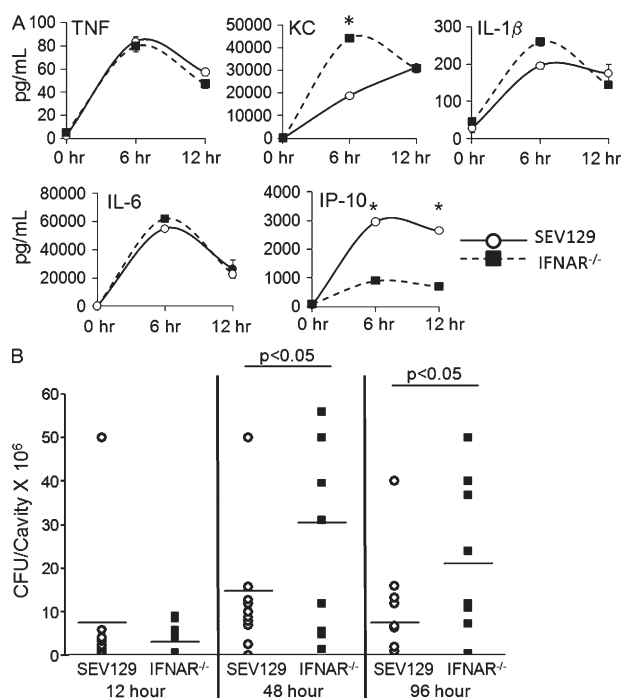 A
TNF
KC
*
IL-1β
pg/mL
100
80
60
40
20
0
0 hr 6 hr 12 hr
50000
40000
30000
20000
10000
0
0 hr 6 hr 12 hr
300
200
100
0
0 hr 6 hr 12 hr
IL-6
pg/mL
80000
60000
40000
20000
0
0 hr 6 hr 12 hr
IP-10
* *
4000
3000
2000
1000
0
0 hr 6 hr 12 hr
SEV129
IFNAR-/-
B
p<0.05
p<0.05
CFU/Cavity X 10⁶
60
50
40
30
20
10
0
SEV129 IFNAR-/- SEV129 IFNAR-/- SEV129 IFNAR-/-
12 hour 48 hour 96 hour